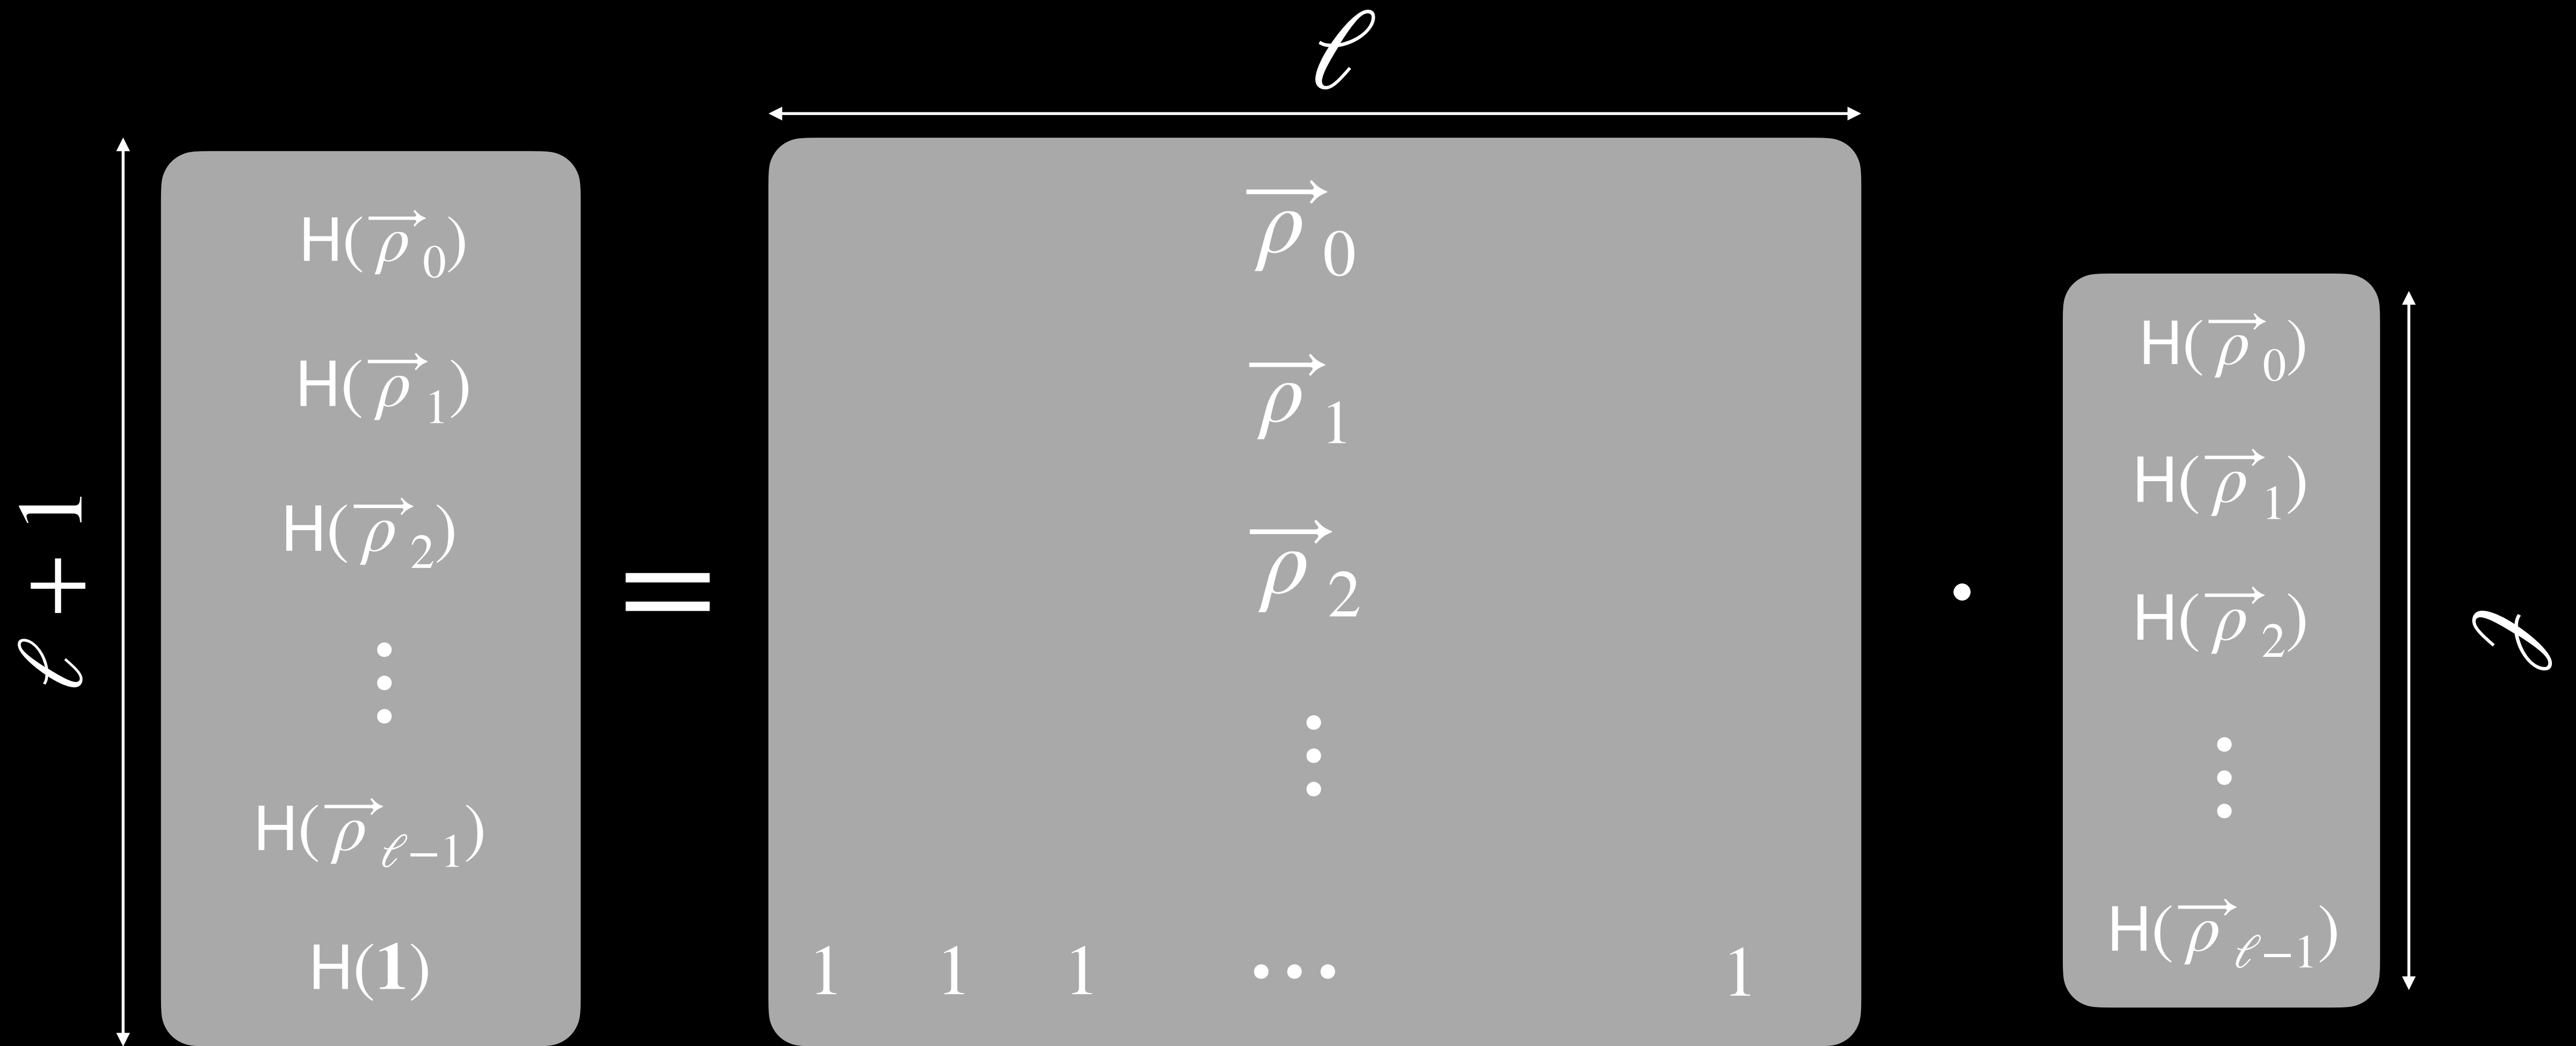 ℓ
ℓ + 1
H(ρ⃗₀)
H(ρ⃗₁)
H(ρ⃗₂)
⋮
H(ρ⃗_{ℓ−1})
H(𝟏)
=
ρ⃗₀
ρ⃗₁
ρ⃗₂
⋮
1 1 1 ⋯ 1
·
H(ρ⃗₀)
H(ρ⃗₁)
H(ρ⃗₂)
⋮
H(ρ⃗_{ℓ−1})
ℓ